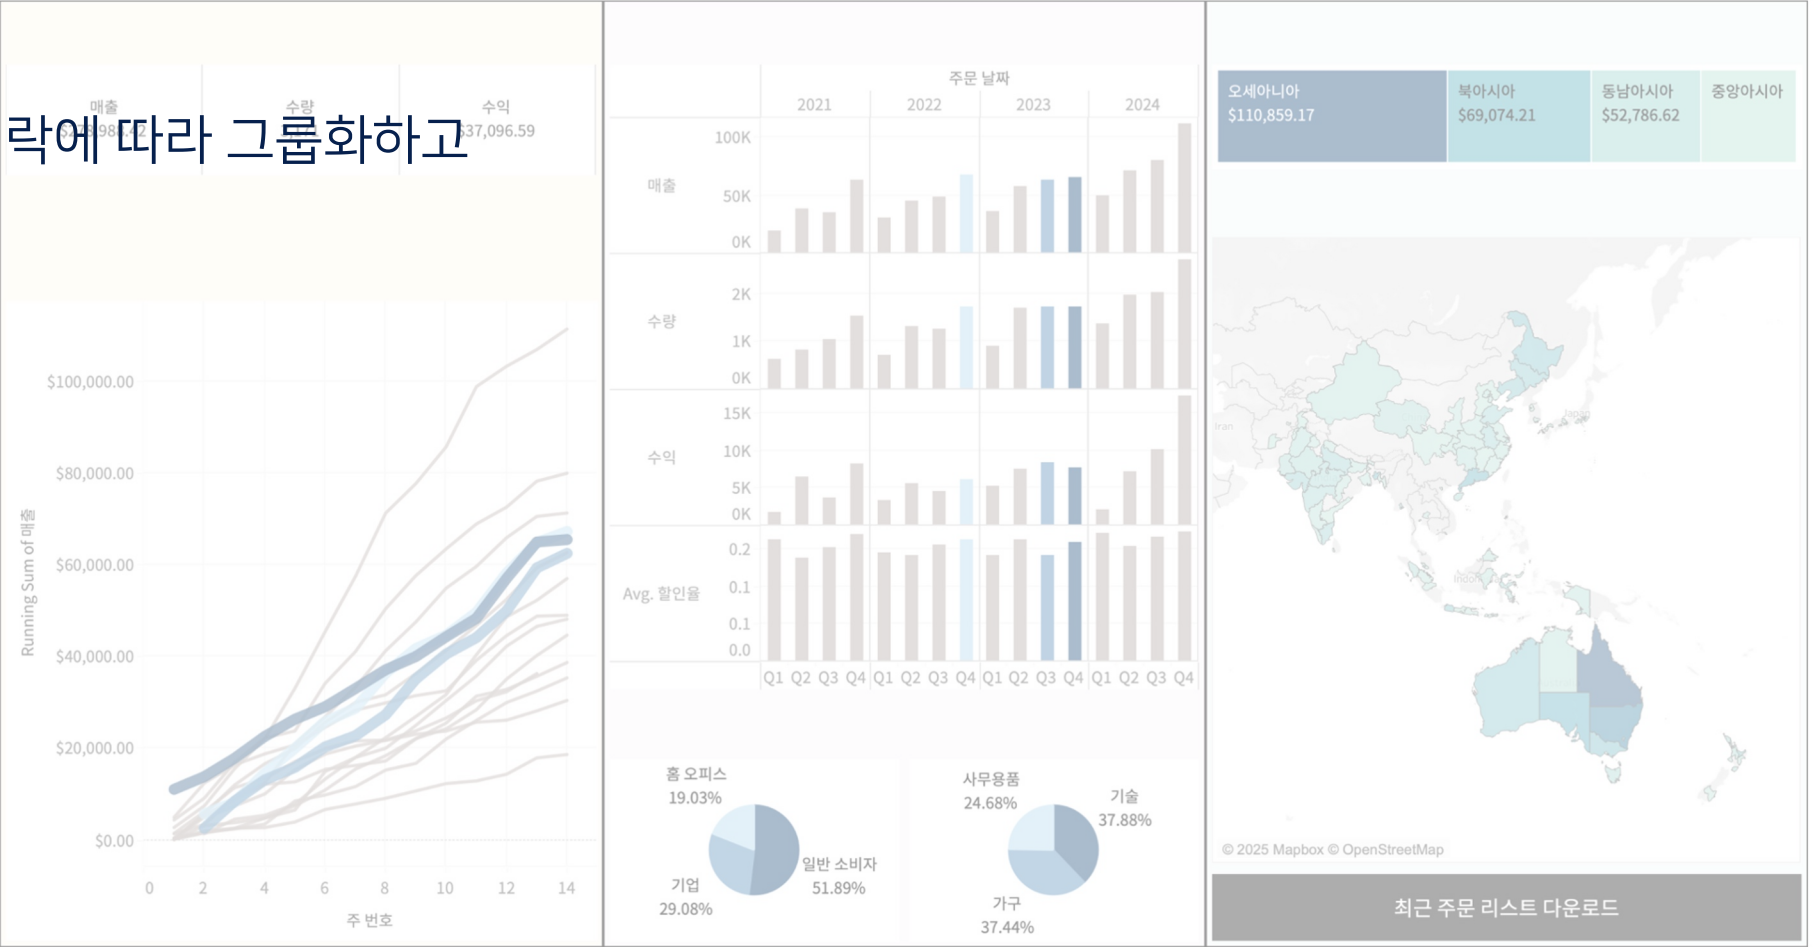 매출
수량
수익
$37,096.59
락에 따라 그룹화하고
$100,000.00
$80,000.00
$60,000.00
$40,000.00
$20,000.00
$0.00
Running Sum of 매출
0 2 4 6 8 10 12 14
주 번호
주문 날짜
2021 2022 2023 2024
매출
100K
50K
0K
수량
2K
1K
0K
수익
15K
10K
5K
0K
Avg. 할인율
0.2
0.1
0.1
0.0
Q1 Q2 Q3 Q4 Q1 Q2 Q3 Q4 Q1 Q2 Q3 Q4 Q1 Q2 Q3 Q4
홈 오피스
19.03%
일반 소비자
51.89%
기업
29.08%
사무용품
24.68%
기술
37.88%
가구
37.44%
오세아니아
$110,859.17
북아시아
$69,074.21
동남아시아
$52,786.62
중앙아시아
Iran
Japan
© 2025 Mapbox © OpenStreetMap
최근 주문 리스트 다운로드